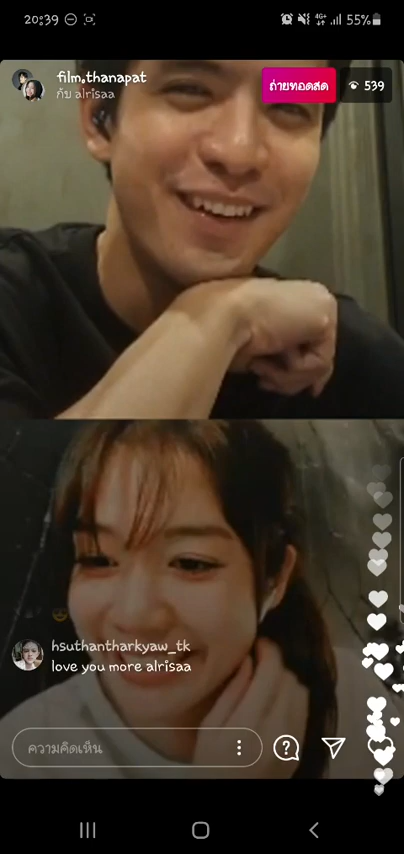 20:39
4G+
55%
film,thanapat
กับ alrisaa
ถ่ายทอดสด
539
hsuthantharkyaw_tk
love you more alrisaa
ความคิดเห็น